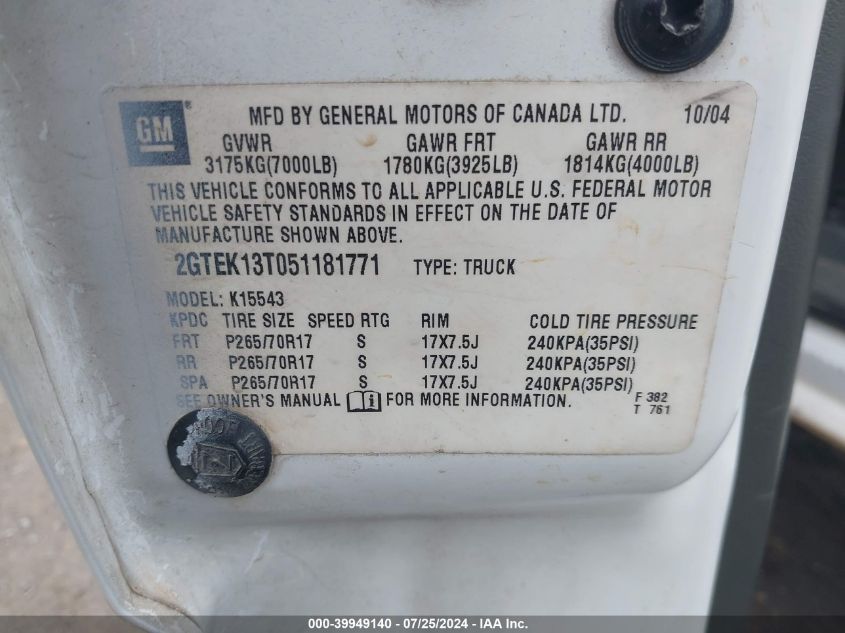 GM ®
MFD BY GENERAL MOTORS OF CANADA LTD. 10/04
GVWR GAWR FRT GAWR RR
3175KG(7000LB) 1780KG(3925LB) 1814KG(4000LB)
THIS VEHICLE CONFORMS TO ALL APPLICABLE U.S. FEDERAL MOTOR
VEHICLE SAFETY STANDARDS IN EFFECT ON THE DATE OF
MANUFACTURE SHOWN ABOVE.
2GTEK13T051181771 TYPE: TRUCK
MODEL: K15543
KPDC TIRE SIZE SPEED RTG RIM COLD TIRE PRESSURE
FRT P265/70R17 S 17X7.5J 240KPA(35PSI)
RR P265/70R17 S 17X7.5J 240KPA(35PSI)
SPA P265/70R17 S 17X7.5J 240KPA(35PSI)
SEE OWNER'S MANUAL FOR MORE INFORMATION.
F 382
T 761
000-39949140 - 07/25/2024 - IAAI.com